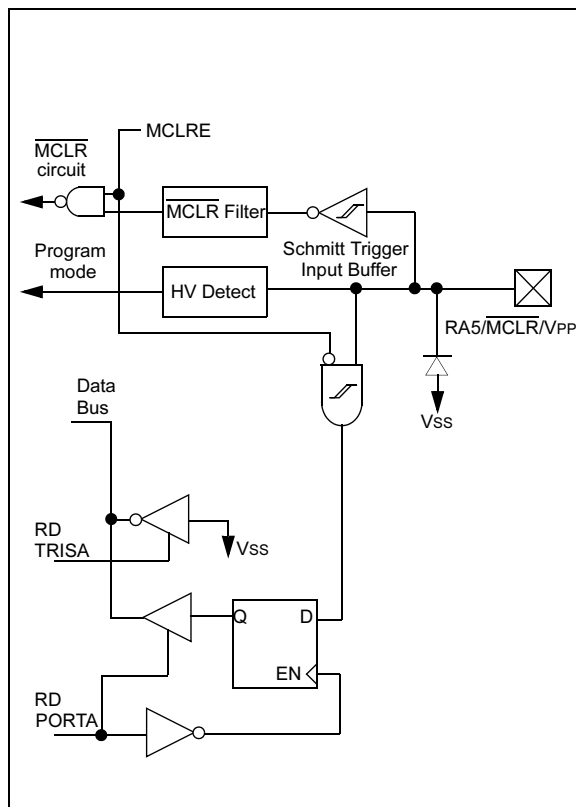 MCLRE
MCLR
circuit
MCLR Filter
Schmitt Trigger
Input Buffer
Program
mode
HV Detect
RA5/MCLR/VPP
VSS
Data
Bus
RD
TRISA
VSS
Q
D
EN
RD
PORTA